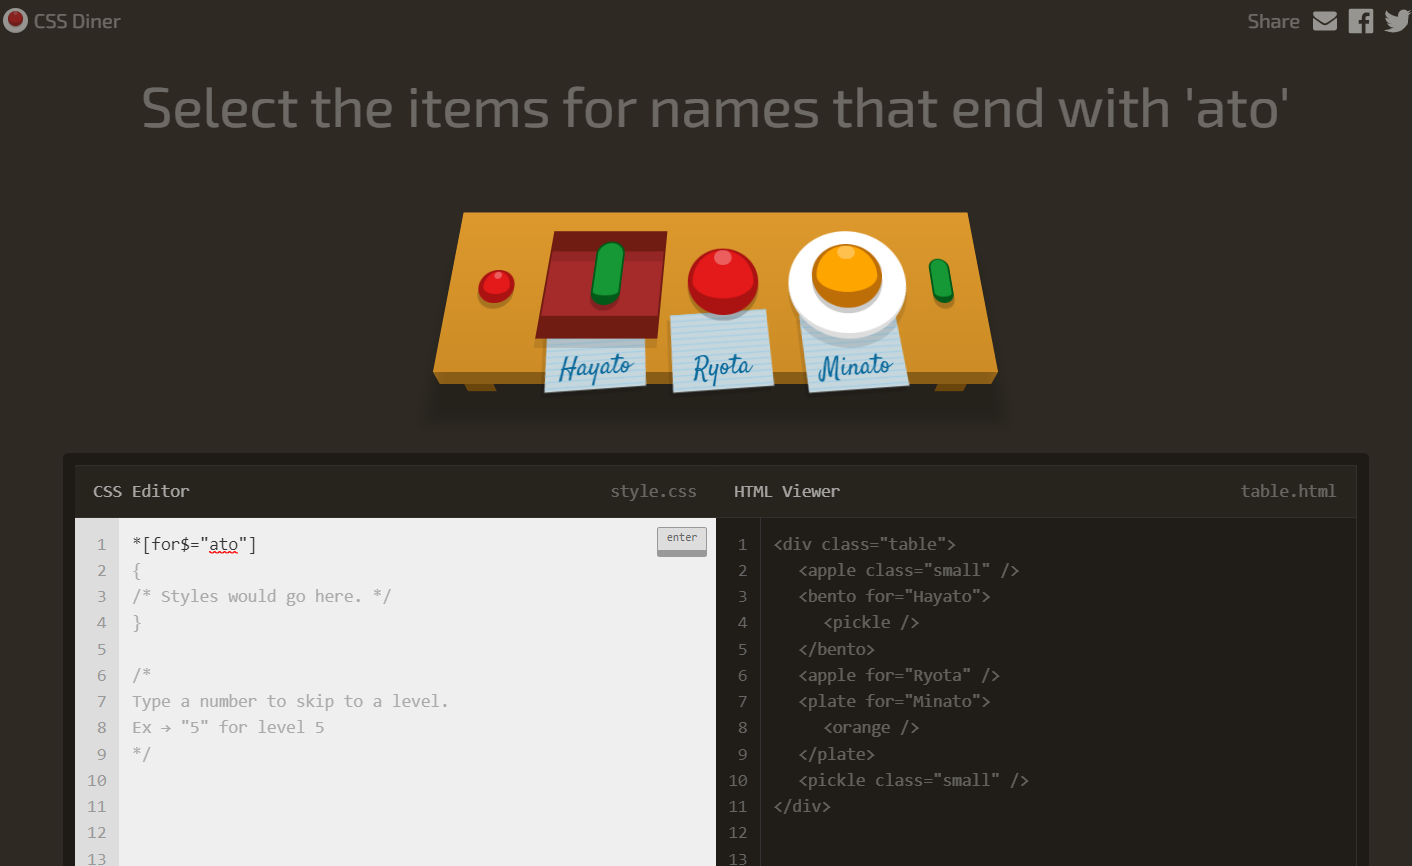 CSS Diner
Share
Select the items for names that end with 'ato'
Hayato
Ryota
Minato
CSS Editor
style.css
HTML Viewer
table.html
1 *[for$="ato"]
enter
2 {
3 /* Styles would go here. */
4 }
5
6 /*
7 Type a number to skip to a level.
8 Ex → "5" for level 5
9 */
10
11
12
13
1 <div class="table">
2 <apple class="small" />
3 <bento for="Hayato">
4 <pickle />
5 </bento>
6 <apple for="Ryota" />
7 <plate for="Minato">
8 <orange />
9 </plate>
10 <pickle class="small" />
11 </div>
12
13